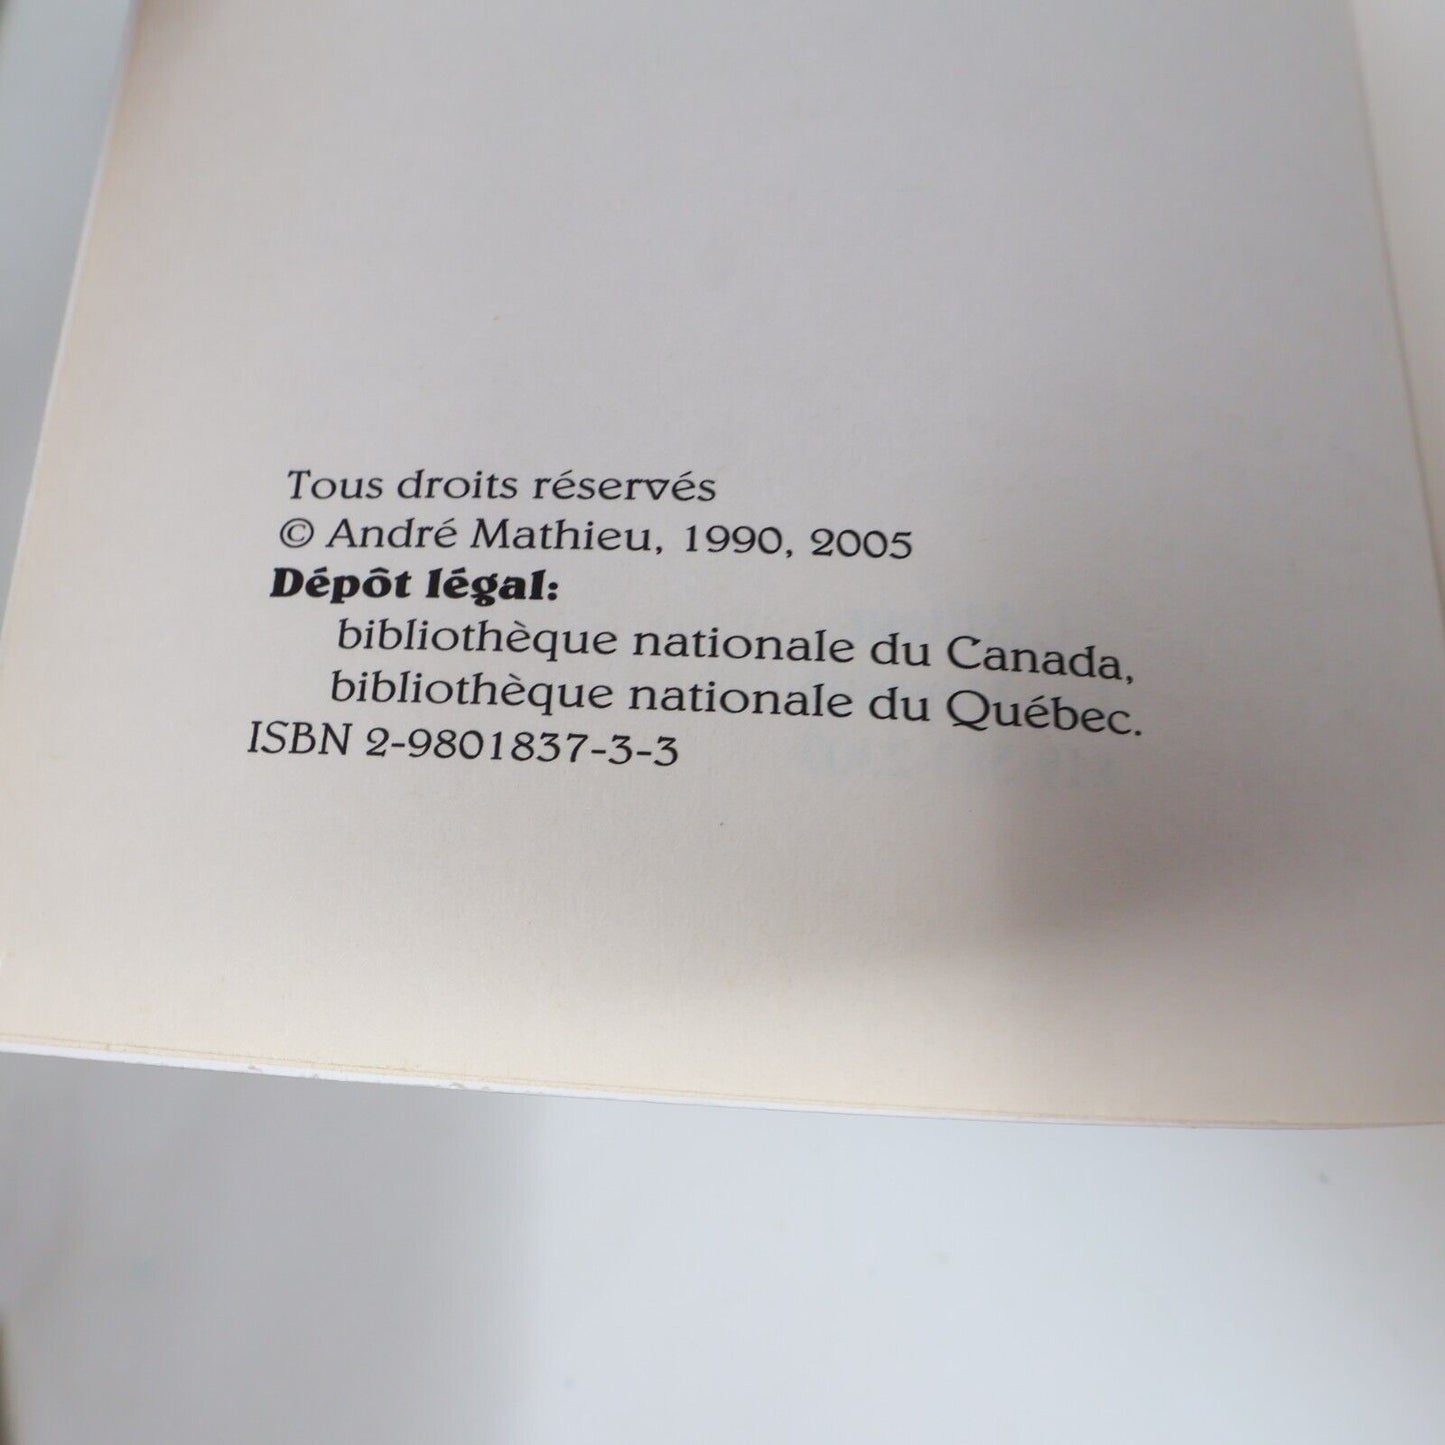 Tous droits réservés
© André Mathieu, 1990, 2005
Dépôt légal:
bibliothèque nationale du Canada,
bibliothèque nationale du Québec.
ISBN 2-9801837-3-3